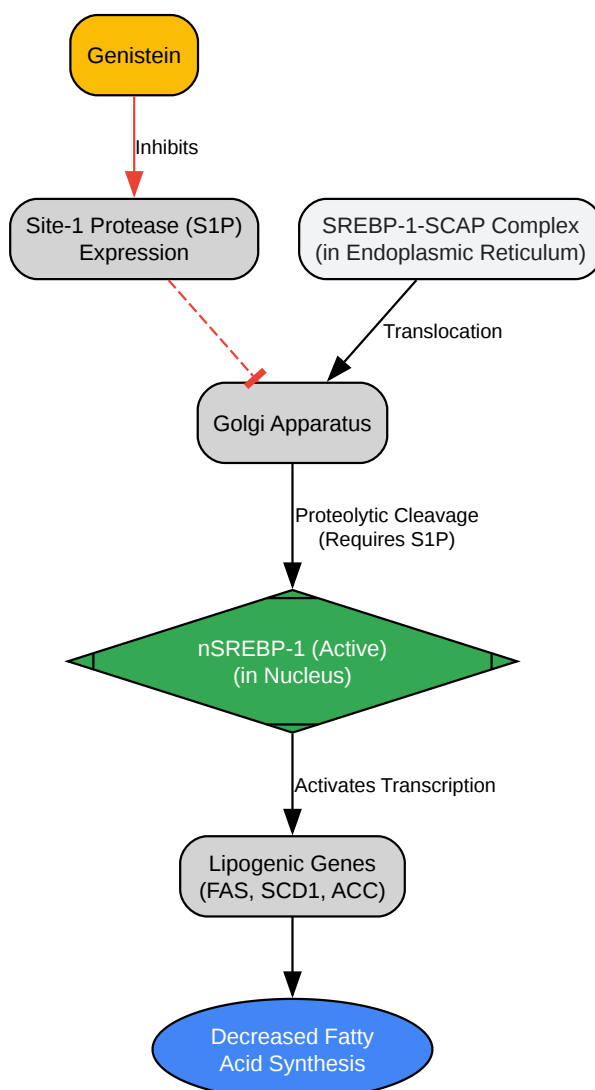 Genistein
Inhibits
Site-1 Protease (S1P)
Expression
SREBP-1-SCAP Complex
(in Endoplasmic Reticulum)
Translocation
Golgi Apparatus
Proteolytic Cleavage
(Requires S1P)
nSREBP-1 (Active)
(in Nucleus)
Activates Transcription
Lipogenic Genes
(FAS, SCD1, ACC)
Decreased Fatty
Acid Synthesis